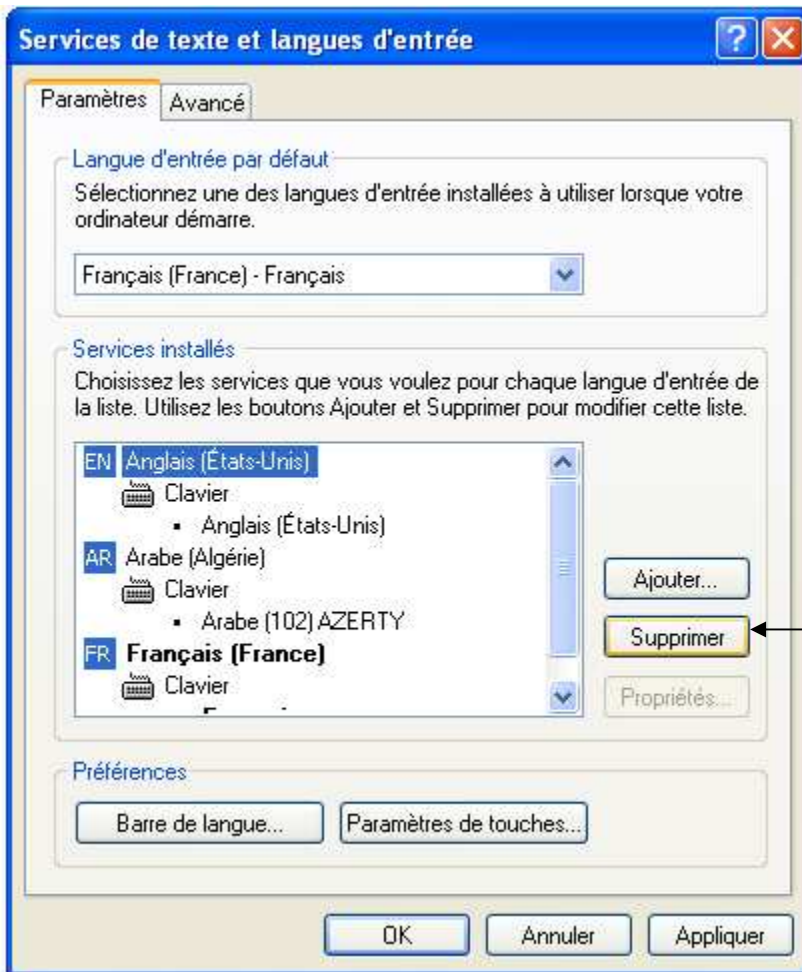 Services de texte et langues d'entrée
Paramètres
Avancé
Langue d'entrée par défaut
Sélectionnez une des langues d'entrée installées à utiliser lorsque votre
ordinateur démarre.
Français (France) - Français
Services installés
Choisissez les services que vous voulez pour chaque langue d'entrée de
la liste. Utilisez les boutons Ajouter et Supprimer pour modifier cette liste.
EN Anglais (États-Unis)
Clavier
▪ Anglais (États-Unis)
AR Arabe (Algérie)
Clavier
▪ Arabe (102) AZERTY
FR Français (France)
Clavier
Ajouter...
Supprimer
Propriétés...
Préférences
Barre de langue...
Paramètres de touches...
OK
Annuler
Appliquer